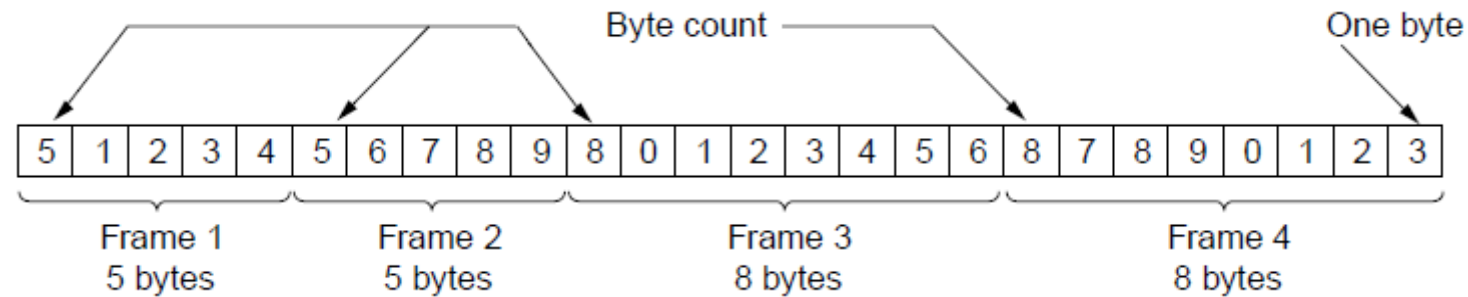 Byte count One byte
5 1 2 3 4 5 6 7 8 9 8 0 1 2 3 4 5 6 8 7 8 9 0 1 2 3
Frame 1 Frame 2 Frame 3 Frame 4
5 bytes 5 bytes 8 bytes 8 bytes